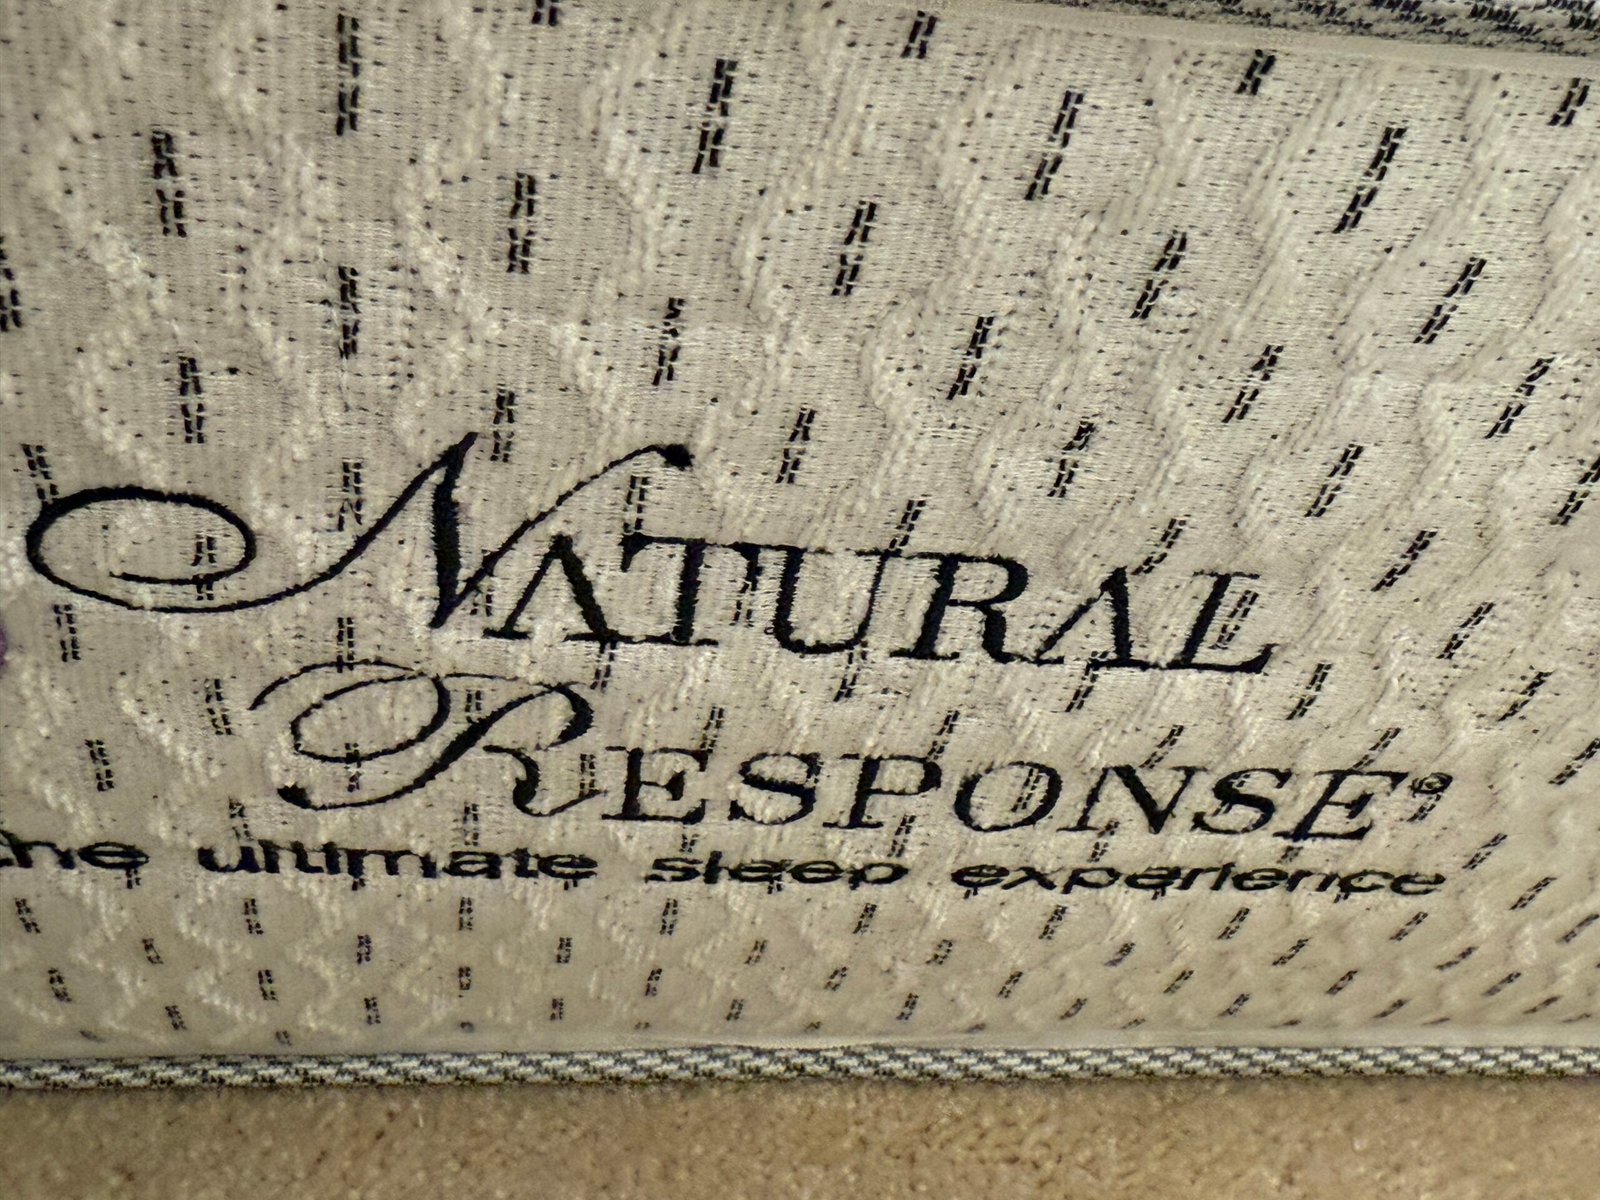 NATURAL
RESPONSE®
the ultimate sleep experience